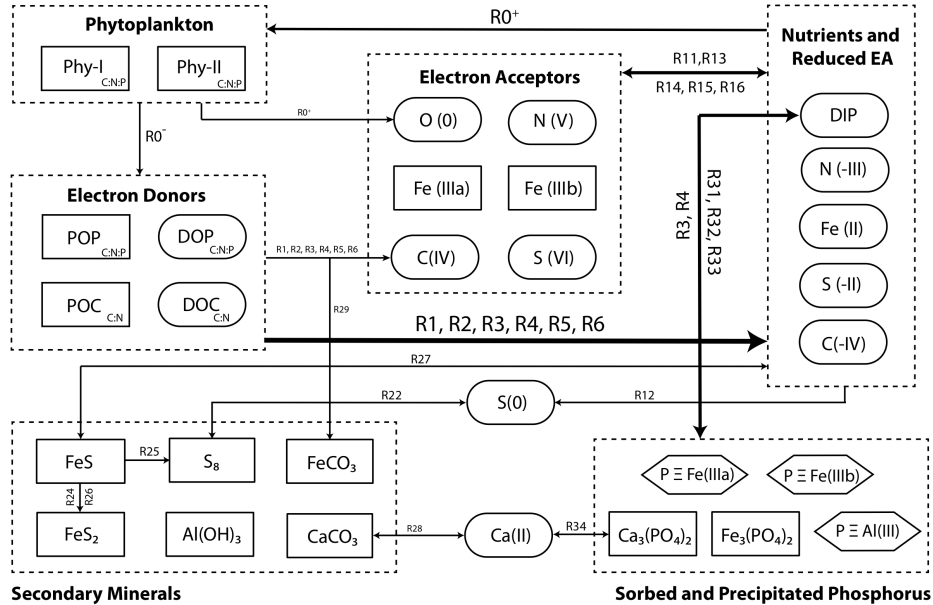 Phytoplankton
Phy-I
C:N:P
Phy-II
C:N:P
R0⁺
Nutrients and
Reduced EA
Electron Acceptors
R11,R13
R14, R15, R16
O (0)
N (V)
Fe (IIIa)
Fe (IIIb)
C(IV)
S (VI)
R0⁺
R0⁻
DIP
N (-III)
Fe (II)
S (-II)
C(-IV)
R3, R4
R31, R32, R33
Electron Donors
POP
C:N:P
DOP
C:N:P
POC
C:N
DOC
C:N
R1, R2, R3, R4, R5, R6
R29
R1, R2, R3, R4, R5, R6
R27
R22
S(0)
R12
FeS
R25
S₈
FeCO₃
R24
R26
FeS₂
Al(OH)₃
CaCO₃
R28
Ca(II)
R34
P Ξ Fe(IIIa)
P Ξ Fe(IIIb)
Ca₃(PO₄)₂
Fe₃(PO₄)₂
P Ξ Al(III)
Secondary Minerals
Sorbed and Precipitated Phosphorus